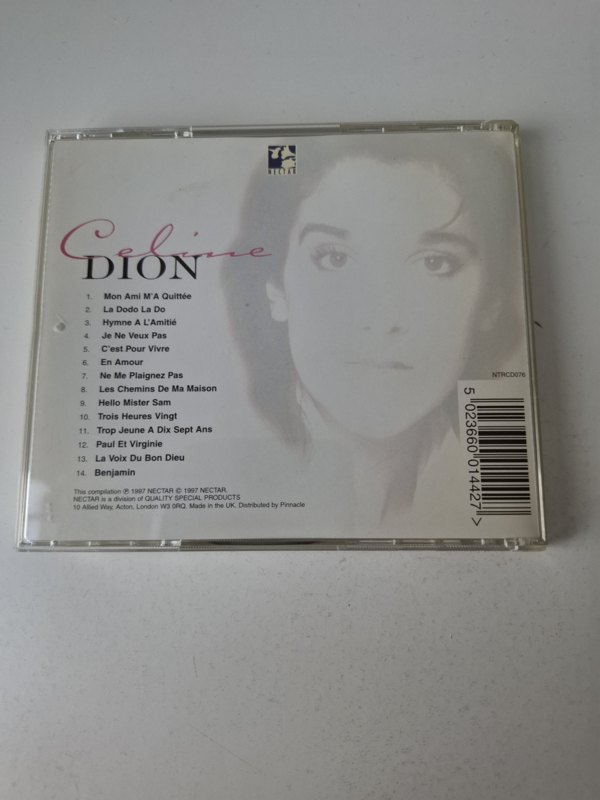 NECTAR
Celine
DION
1. Mon Ami M'A Quittée
2. La Dodo La Do
3. Hymne A L'Amitié
4. Je Ne Veux Pas
5. C'est Pour Vivre
6. En Amour
7. Ne Me Plaignez Pas
8. Les Chemins De Ma Maison
9. Hello Mister Sam
10. Trois Heures Vingt
11. Trop Jeune A Dix Sept Ans
12. Paul Et Virginie
13. La Voix Du Bon Dieu
14. Benjamin
This compilation ℗ 1997 NECTAR © 1997 NECTAR.
NECTAR is a division of QUALITY SPECIAL PRODUCTS
10 Allied Way, Acton, London W3 0RQ. Made in the UK. Distributed by Pinnacle
NTRCD076
5 023660 014427 >